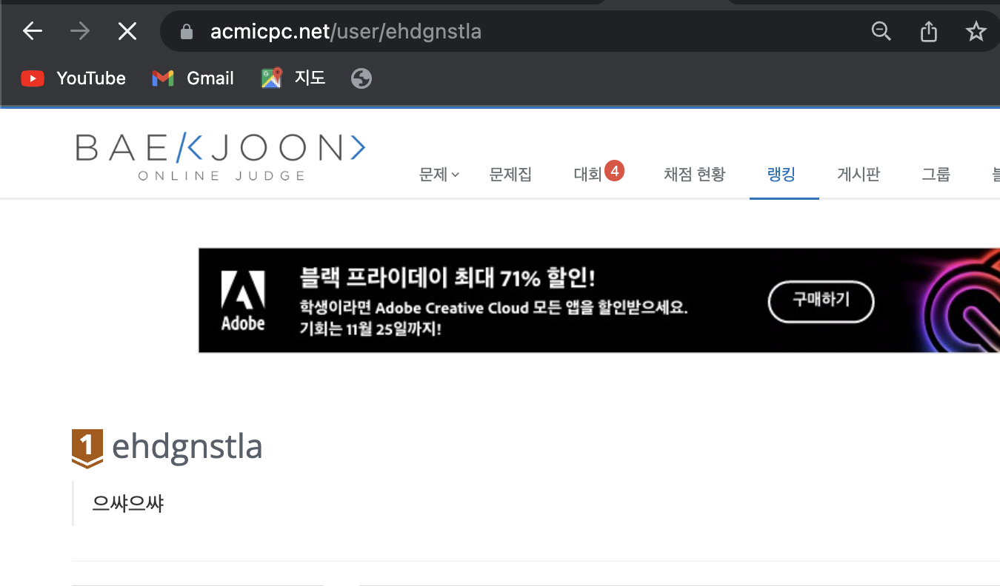 acmicpc.net/user/ehdgnstla
YouTube Gmail 지도
BAEKJOON>
ONLINE JUDGE
문제 문제집 대회 4 채점 현황 랭킹 게시판 그룹
Adobe
블랙 프라이데이 최대 71% 할인!
학생이라면 Adobe Creative Cloud 모든 앱을 할인받으세요.
기회는 11월 25일까지!
구매하기
1 ehdgnstla
으쌰으쌰